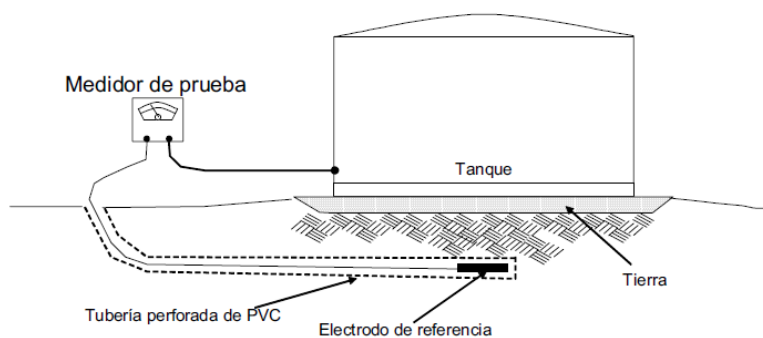 Medidor de prueba
Tanque
Tierra
Tubería perforada de PVC
Electrodo de referencia